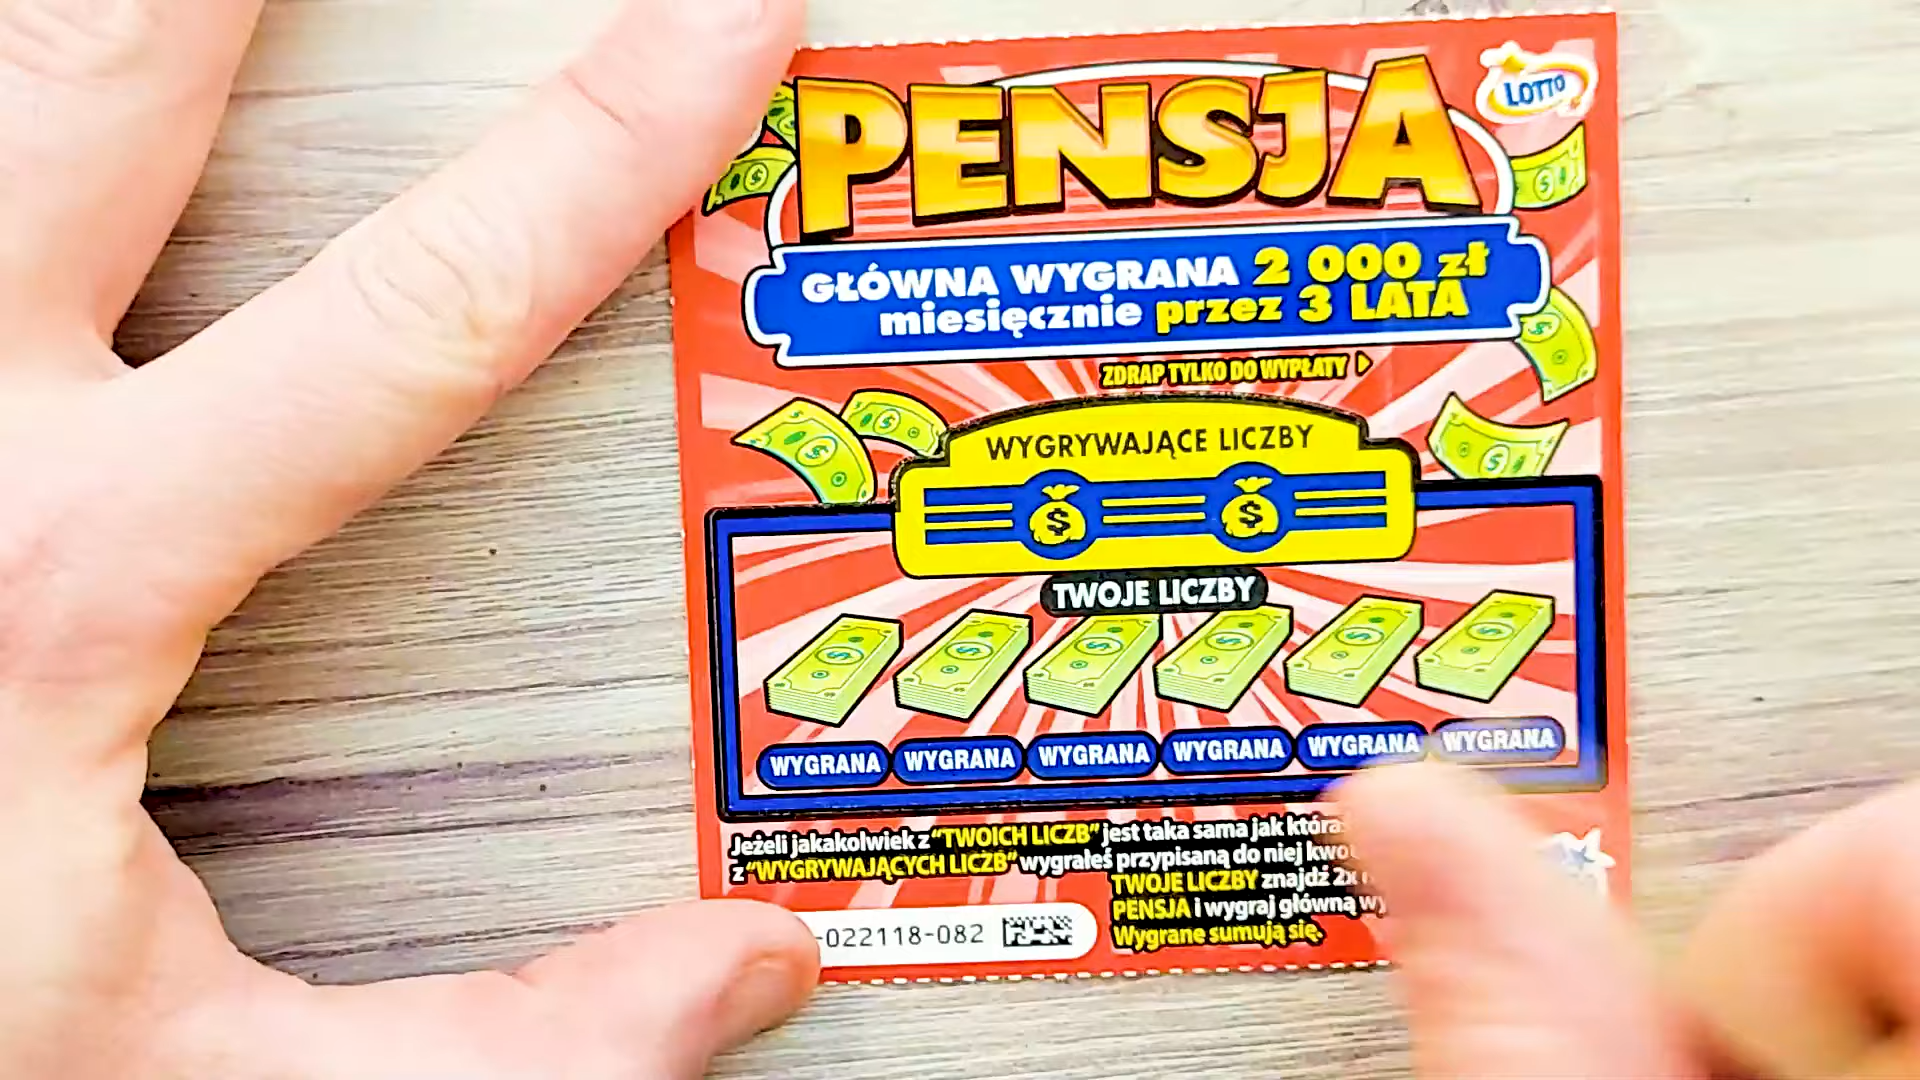 PENSJA
LOTTO
GŁÓWNA WYGRANA 2 000 zł
miesięcznie przez 3 LATA
ZDRAP TYLKO DO WYPŁATY
WYGRYWAJĄCE LICZBY
$ $
TWOJE LICZBY
WYGRANA WYGRANA WYGRANA WYGRANA WYGRANA WYGRANA
Jeżeli jakakolwiek z "TWOICH LICZB" jest taka sama jak która
z "WYGRYWAJĄCYCH LICZB" wygrałeś przypisaną do niej
TWOJE LICZBY znajdź 2x
PENSJA i wygraj główną
Wygrane sumują się.
-022118-082